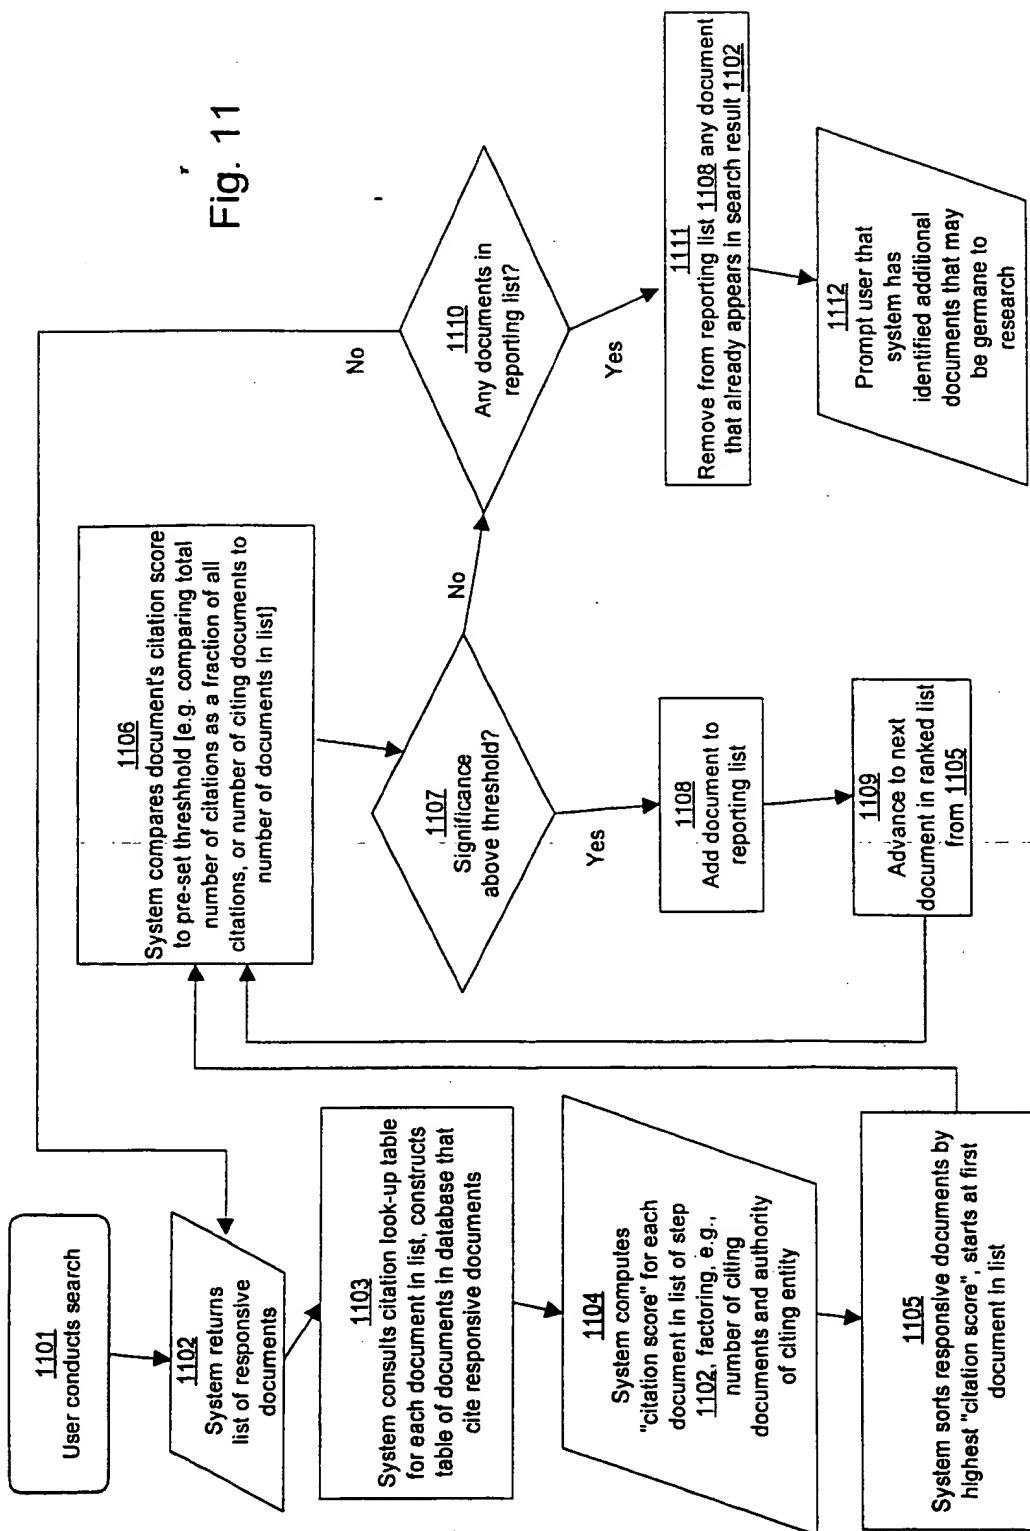 Fig. 11
1101
User conducts search
1102
System returns
list of responsive
documents
1103
System consults citation look-up table
for each document in list, constructs
table of documents in database that
cite responsive documents
1104
System computes
"citation score" for each
document in list of step
1102, factoring, e.g.,
number of citing
documents and authority
of citing entity
1105
System sorts responsive documents by
highest "citation score", starts at first
document in list
1106
System compares document's citation score
to pre-set threshhold [e.g. comparing total
number of citations as a fraction of all
citations, or number of citing documents to
number of documents in list]
1107
Significance
above threshold?
No
Yes
1108
Add document to
reporting list
1109
Advance to next
document in ranked list
from 1105
1110
Any documents in
reporting list?
No
Yes
1111
Remove from reporting list 1108 any document
that already appears in search result 1102
1112
Prompt user that
system has
identified additional
documents that may
be germane to
research